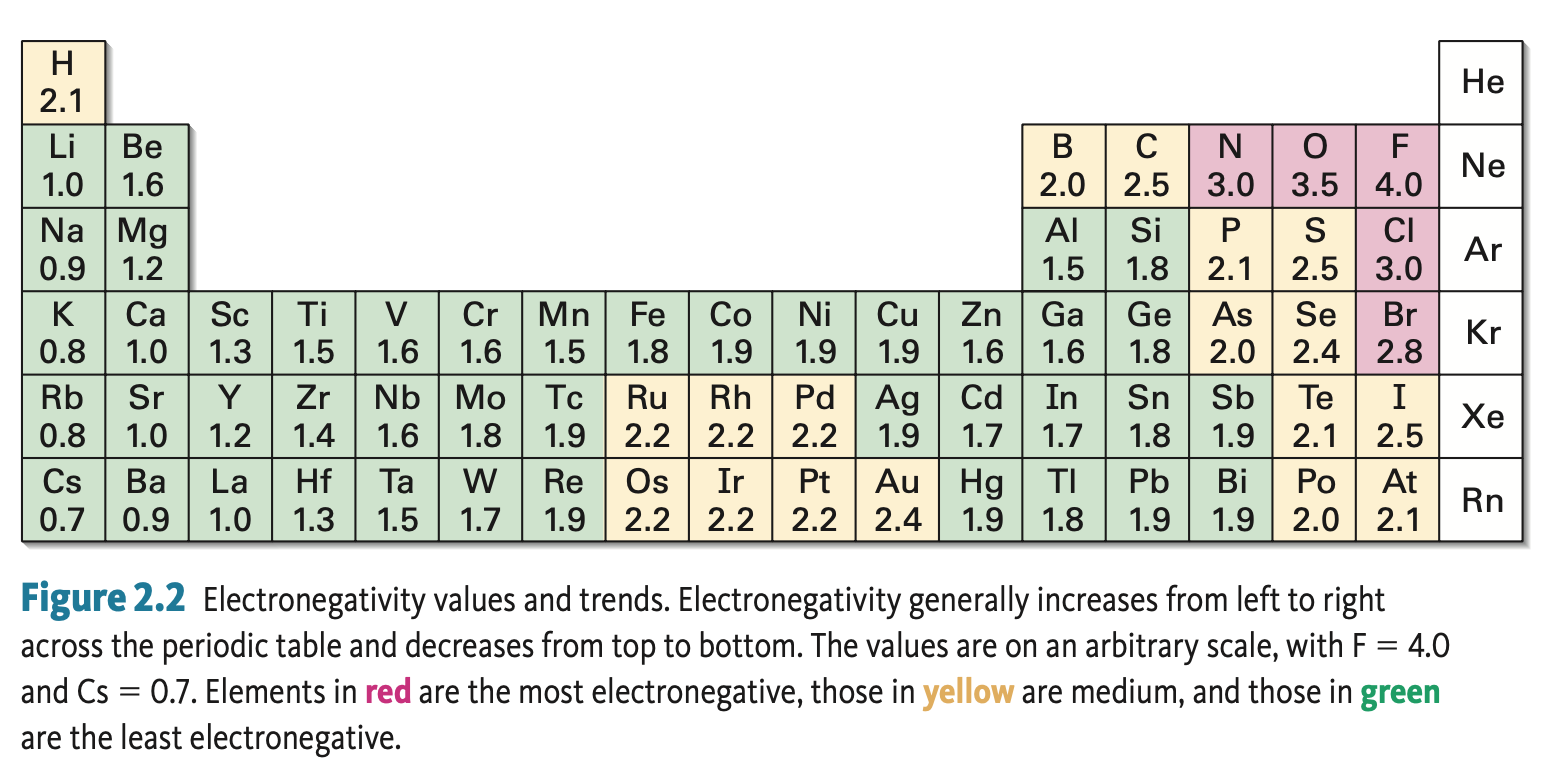 H He
2.1
Li Be B C N O F Ne
1.0 1.6 2.0 2.5 3.0 3.5 4.0
Na Mg Al Si P S Cl Ar
0.9 1.2 1.5 1.8 2.1 2.5 3.0
K Ca Sc Ti V Cr Mn Fe Co Ni Cu Zn Ga Ge As Se Br Kr
0.8 1.0 1.3 1.5 1.6 1.6 1.5 1.8 1.9 1.9 1.9 1.6 1.6 1.8 2.0 2.4 2.8
Rb Sr Y Zr Nb Mo Tc Ru Rh Pd Ag Cd In Sn Sb Te I Xe
0.8 1.0 1.2 1.4 1.6 1.8 1.9 2.2 2.2 2.2 1.9 1.7 1.7 1.8 1.9 2.1 2.5
Cs Ba La Hf Ta W Re Os Ir Pt Au Hg Tl Pb Bi Po At Rn
0.7 0.9 1.0 1.3 1.5 1.7 1.9 2.2 2.2 2.2 2.4 1.9 1.8 1.9 1.9 2.0 2.1
Figure 2.2 Electronegativity values and trends. Electronegativity generally increases from left to right
across the periodic table and decreases from top to bottom. The values are on an arbitrary scale, with F = 4.0
and Cs = 0.7. Elements in red are the most electronegative, those in yellow are medium, and those in green
are the least electronegative.